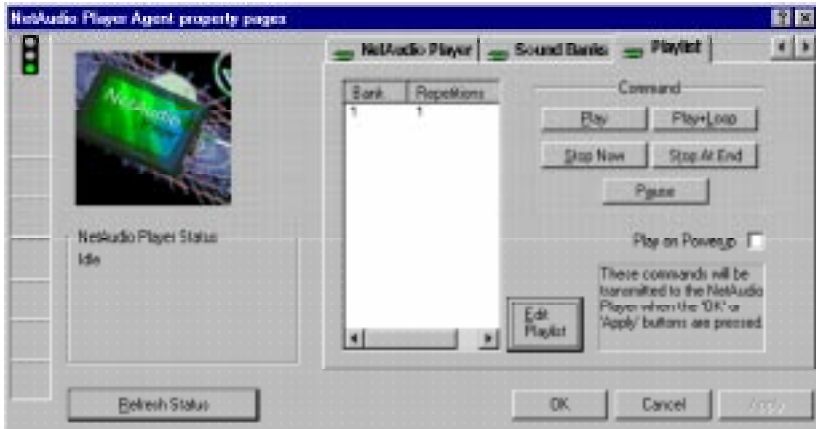 NetAudio Player Agent property pages
NetAudio Player
Sound Banks
Playlist
NetAudio
Bank
Repetitions
1
1
Command
Play
Play+Loop
Stop Now
Stop At End
Pause
NetAudio Player Status
Idle
Play on Powerup
These commands will be
transmitted to the NetAudio
Player when the 'OK' or
'Apply' buttons are pressed.
Edit
Playlist
Refresh Status
OK
Cancel
Apply